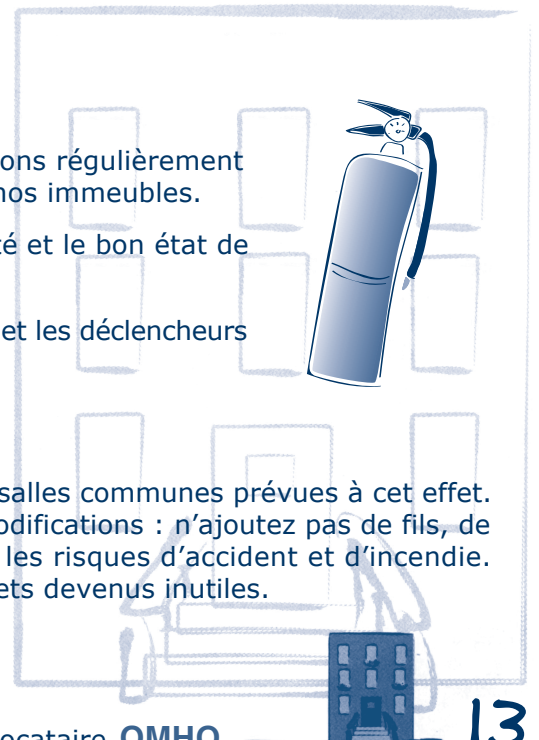 ons régulièrement
nos immeubles.
té et le bon état de
et les déclencheurs
salles communes prévues à cet effet.
odifications : n’ajoutez pas de fils, de
les risques d’accident et d’incendie.
ets devenus inutiles.
ocataire OMHQ
13